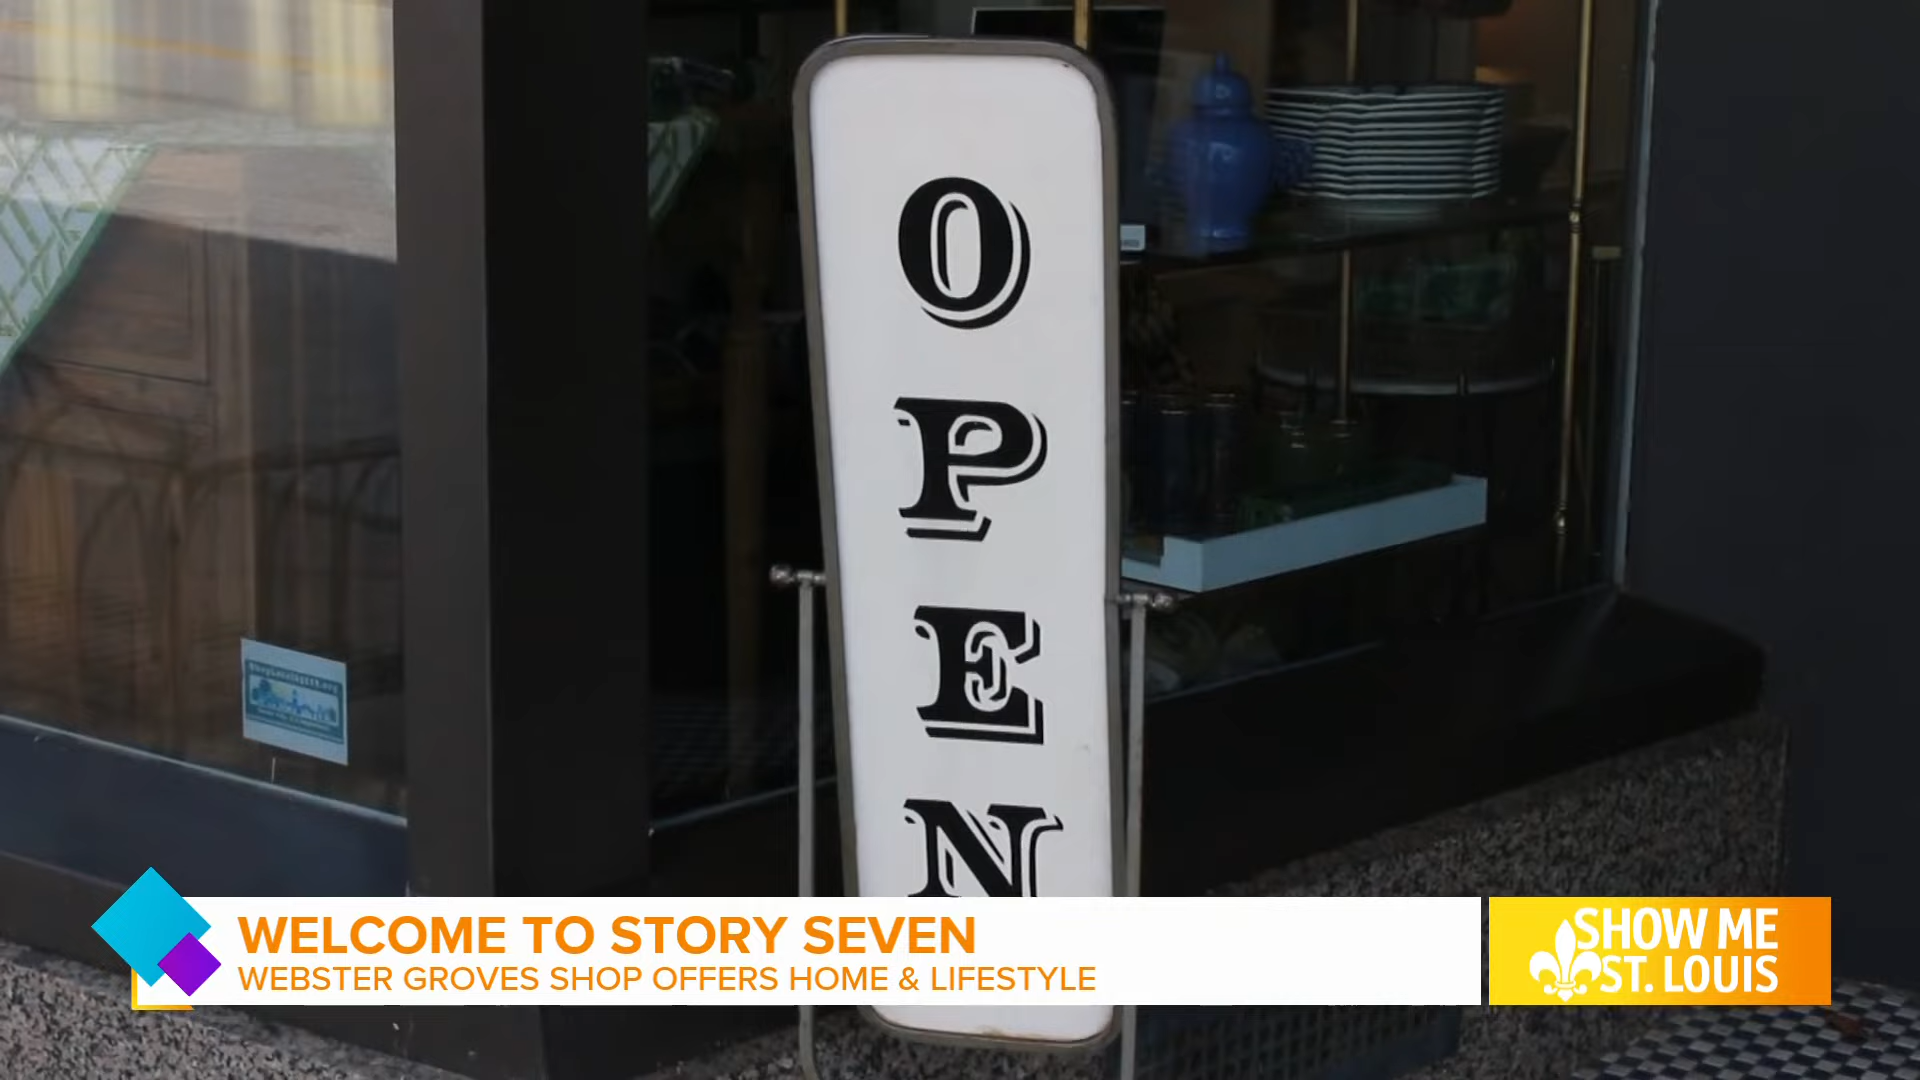 O
P
E
N
WELCOME TO STORY SEVEN
WEBSTER GROVES SHOP OFFERS HOME & LIFESTYLE
SHOW ME
ST. LOUIS